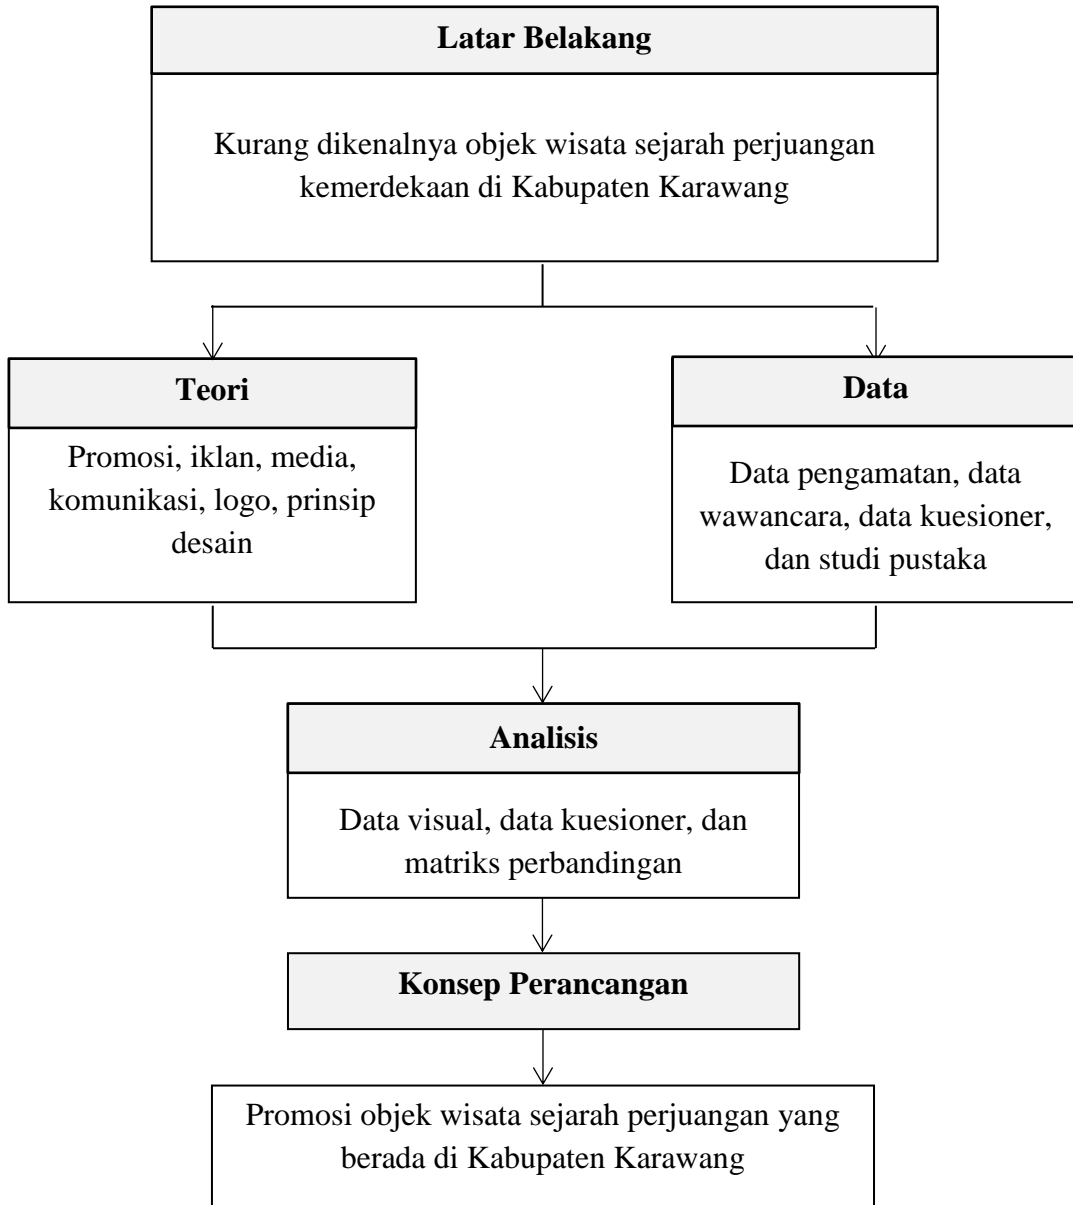 Latar Belakang
Kurang dikenalnya objek wisata sejarah perjuangan
kemerdekaan di Kabupaten Karawang
Teori
Promosi, iklan, media,
komunikasi, logo, prinsip
desain
Data
Data pengamatan, data
wawancara, data kuesioner,
dan studi pustaka
Analisis
Data visual, data kuesioner, dan
matriks perbandingan
Konsep Perancangan
Promosi objek wisata sejarah perjuangan yang
berada di Kabupaten Karawang